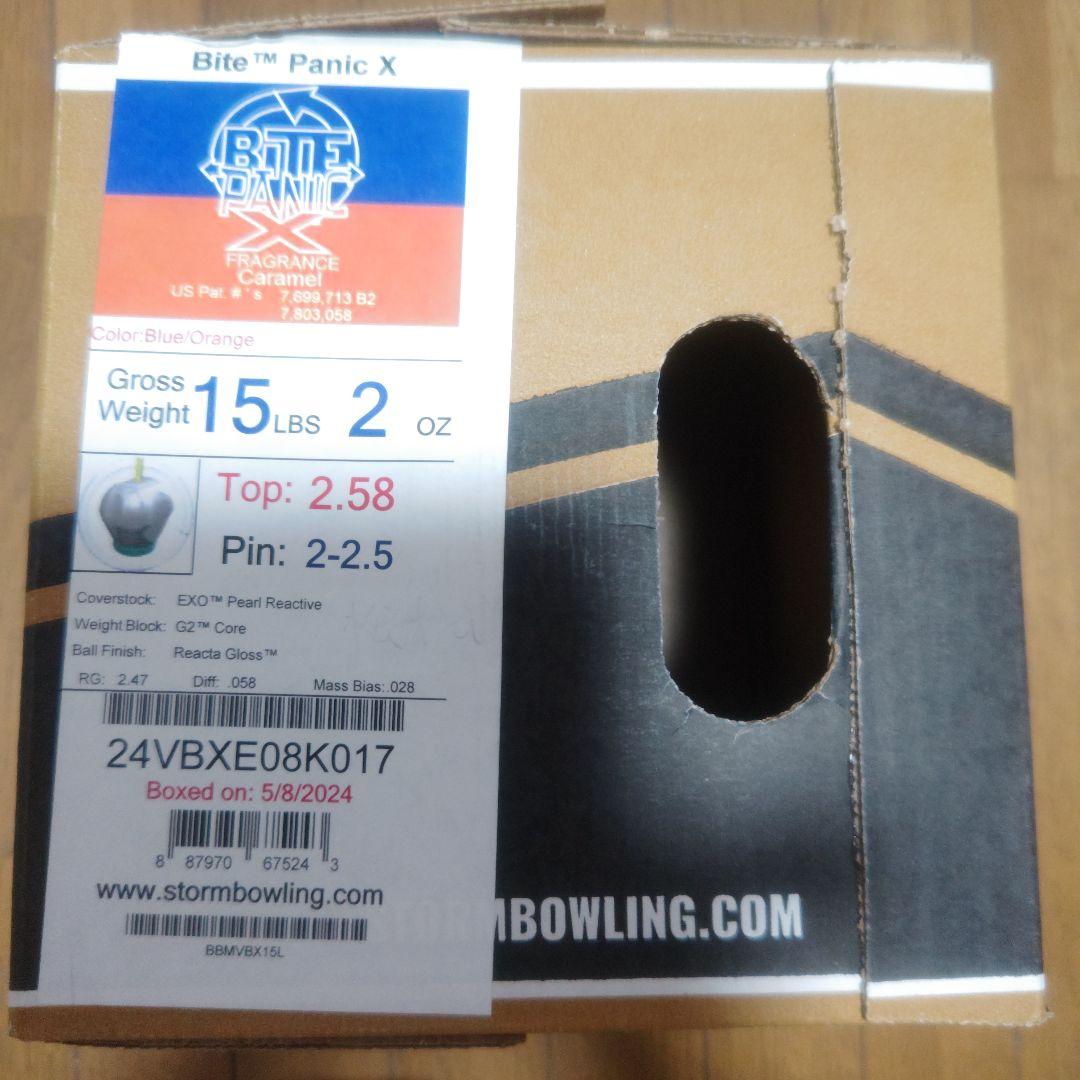 Bite™ Panic X
BITE
PANIC
X
FRAGRANCE
Caramel
US Pat. # ' s 7,699,713 B2
7,803,058
Color:Blue/Orange
Gross Weight 15 LBS 2 OZ
Top: 2.58
Pin: 2-2.5
Coverstock: EXO™ Pearl Reactive
Weight Block: G2™ Core
Ball Finish: Reacta Gloss™
RG: 2.47 Diff: .058 Mass Bias:.028
24VBXE08K017
Boxed on: 5/8/2024
8 87970 67524 3
www.stormbowling.com
BBMVBX15L
TORMBOWLING.COM